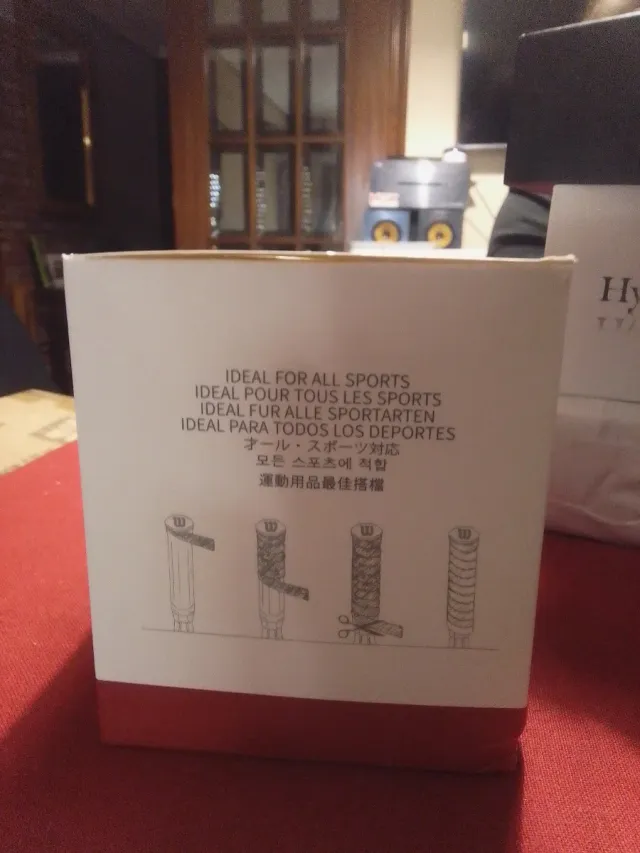 IDEAL FOR ALL SPORTS
IDEAL POUR TOUS LES SPORTS
IDEAL FUR ALLE SPORTARTEN
IDEAL PARA TODOS LOS DEPORTES
才ール・スポーツ対応
모든 스포츠에 적합
運動用品最佳搭檔
W W W
Hy